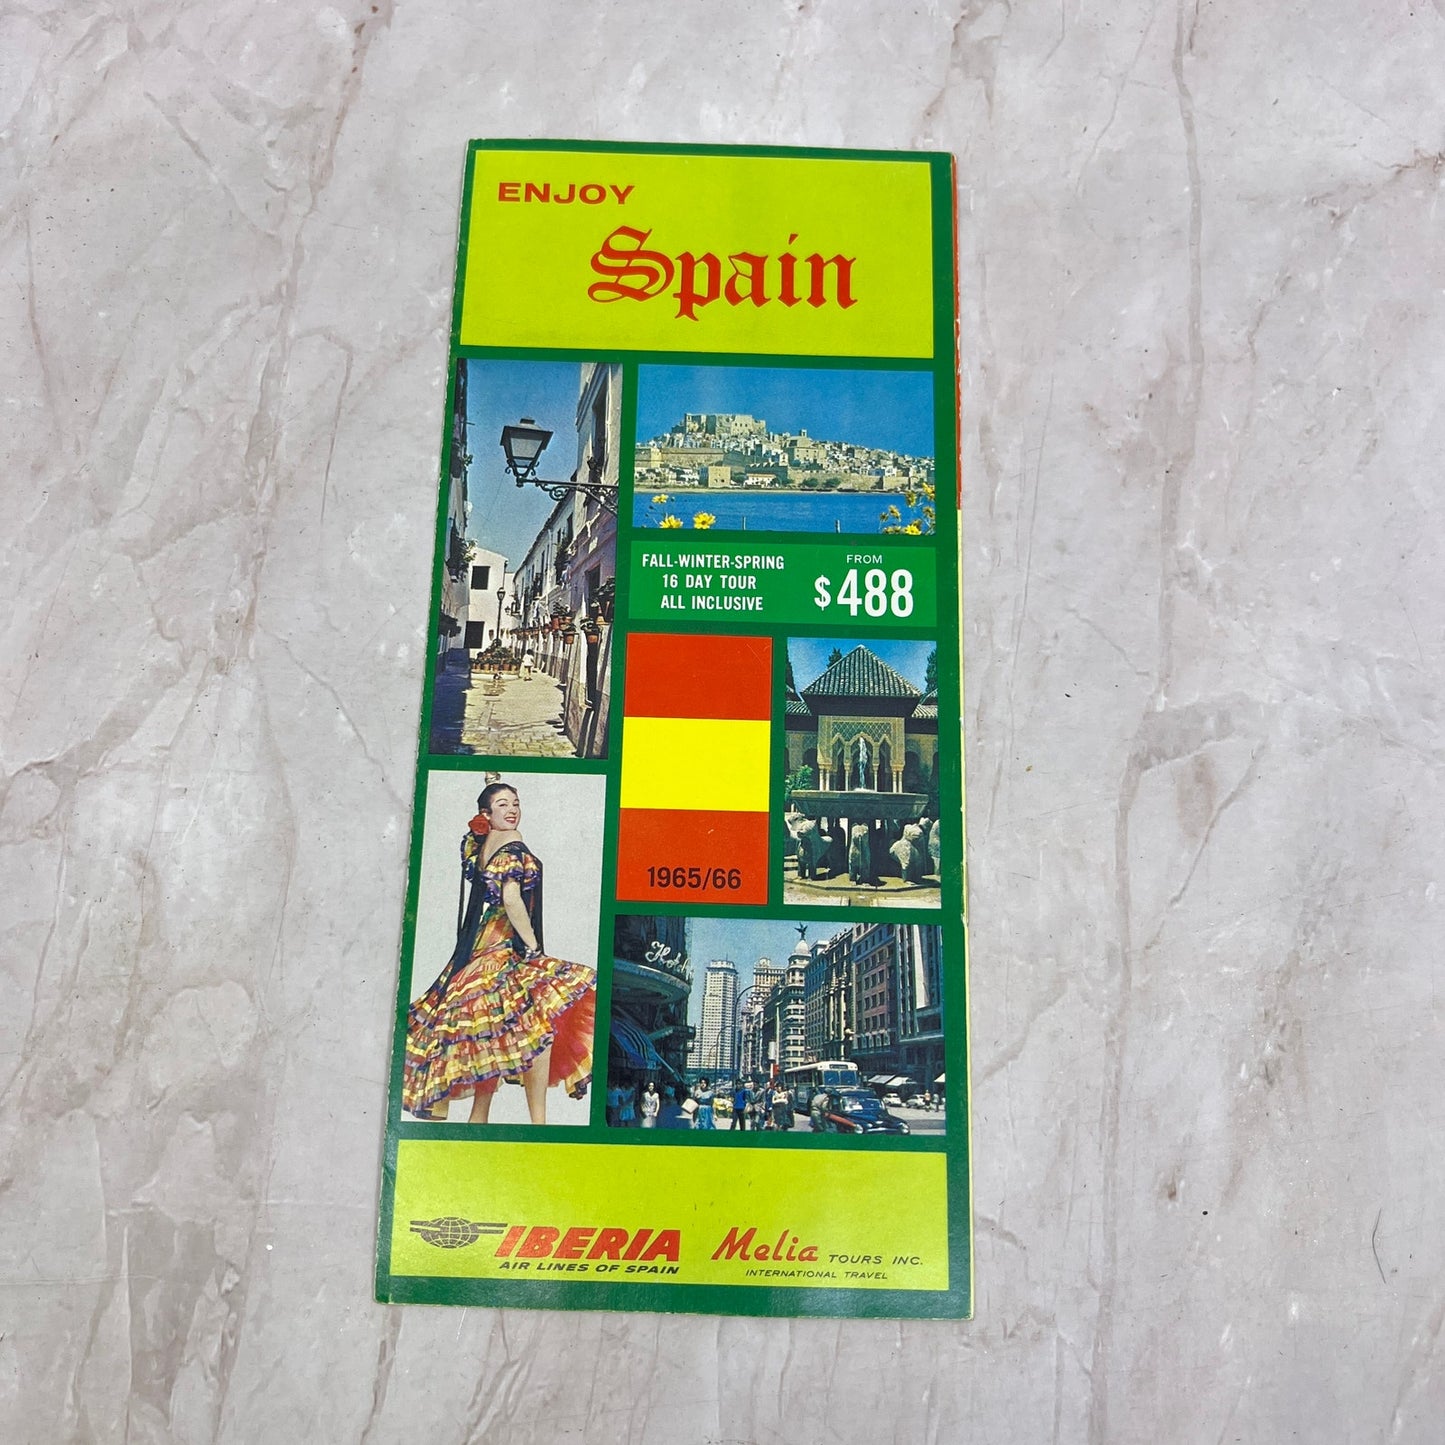 ENJOY
Spain
FALL-WINTER-SPRING
16 DAY TOUR
ALL INCLUSIVE
FROM
$488
1965/66
IBERIA
AIR LINES OF SPAIN
Melia TOURS INC.
INTERNATIONAL TRAVEL